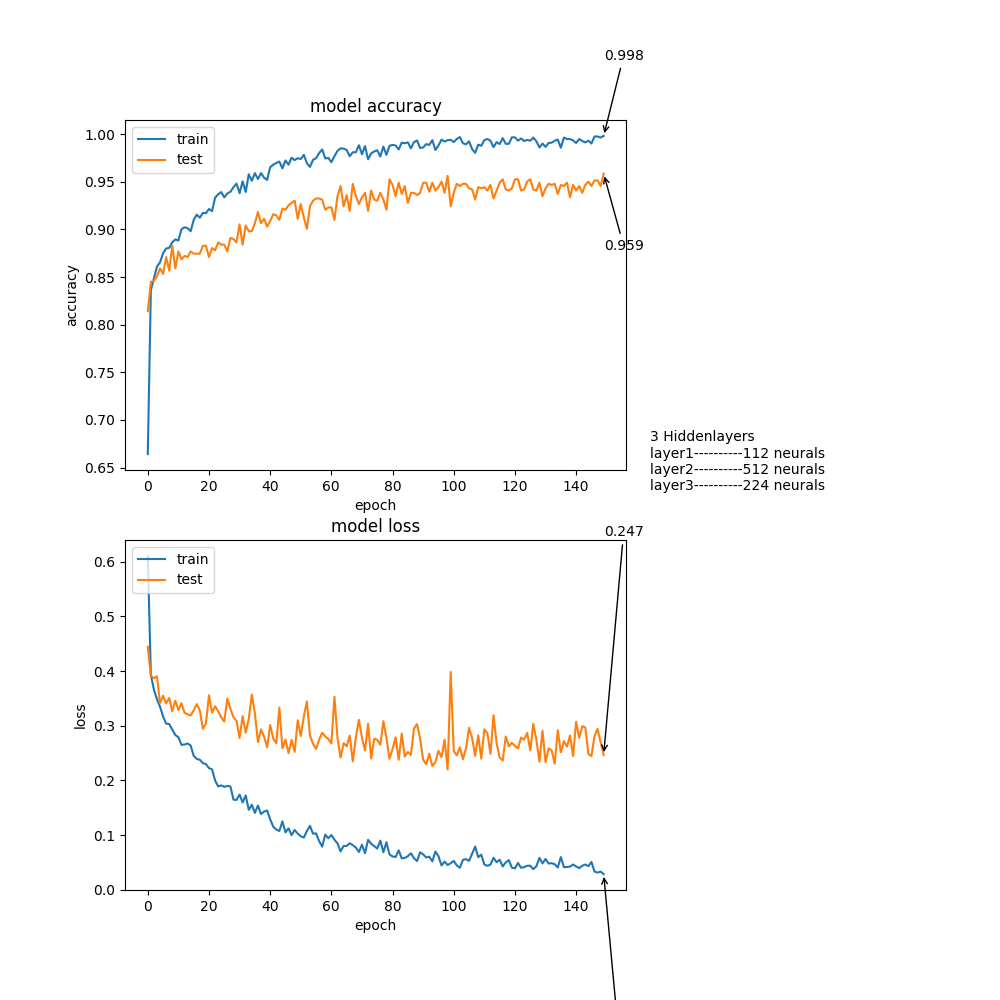 0.998
model accuracy
train
test
1.00
0.95
0.90
0.85
0.80
0.75
0.70
0.65
accuracy
0.959
0 20 40 60 80 100 120 140
epoch
3 Hiddenlayers
layer1----------112 neurals
layer2----------512 neurals
layer3----------224 neurals
model loss
0.247
train
test
0.6
0.5
0.4
0.3
0.2
0.1
0.0
loss
0 20 40 60 80 100 120 140
epoch